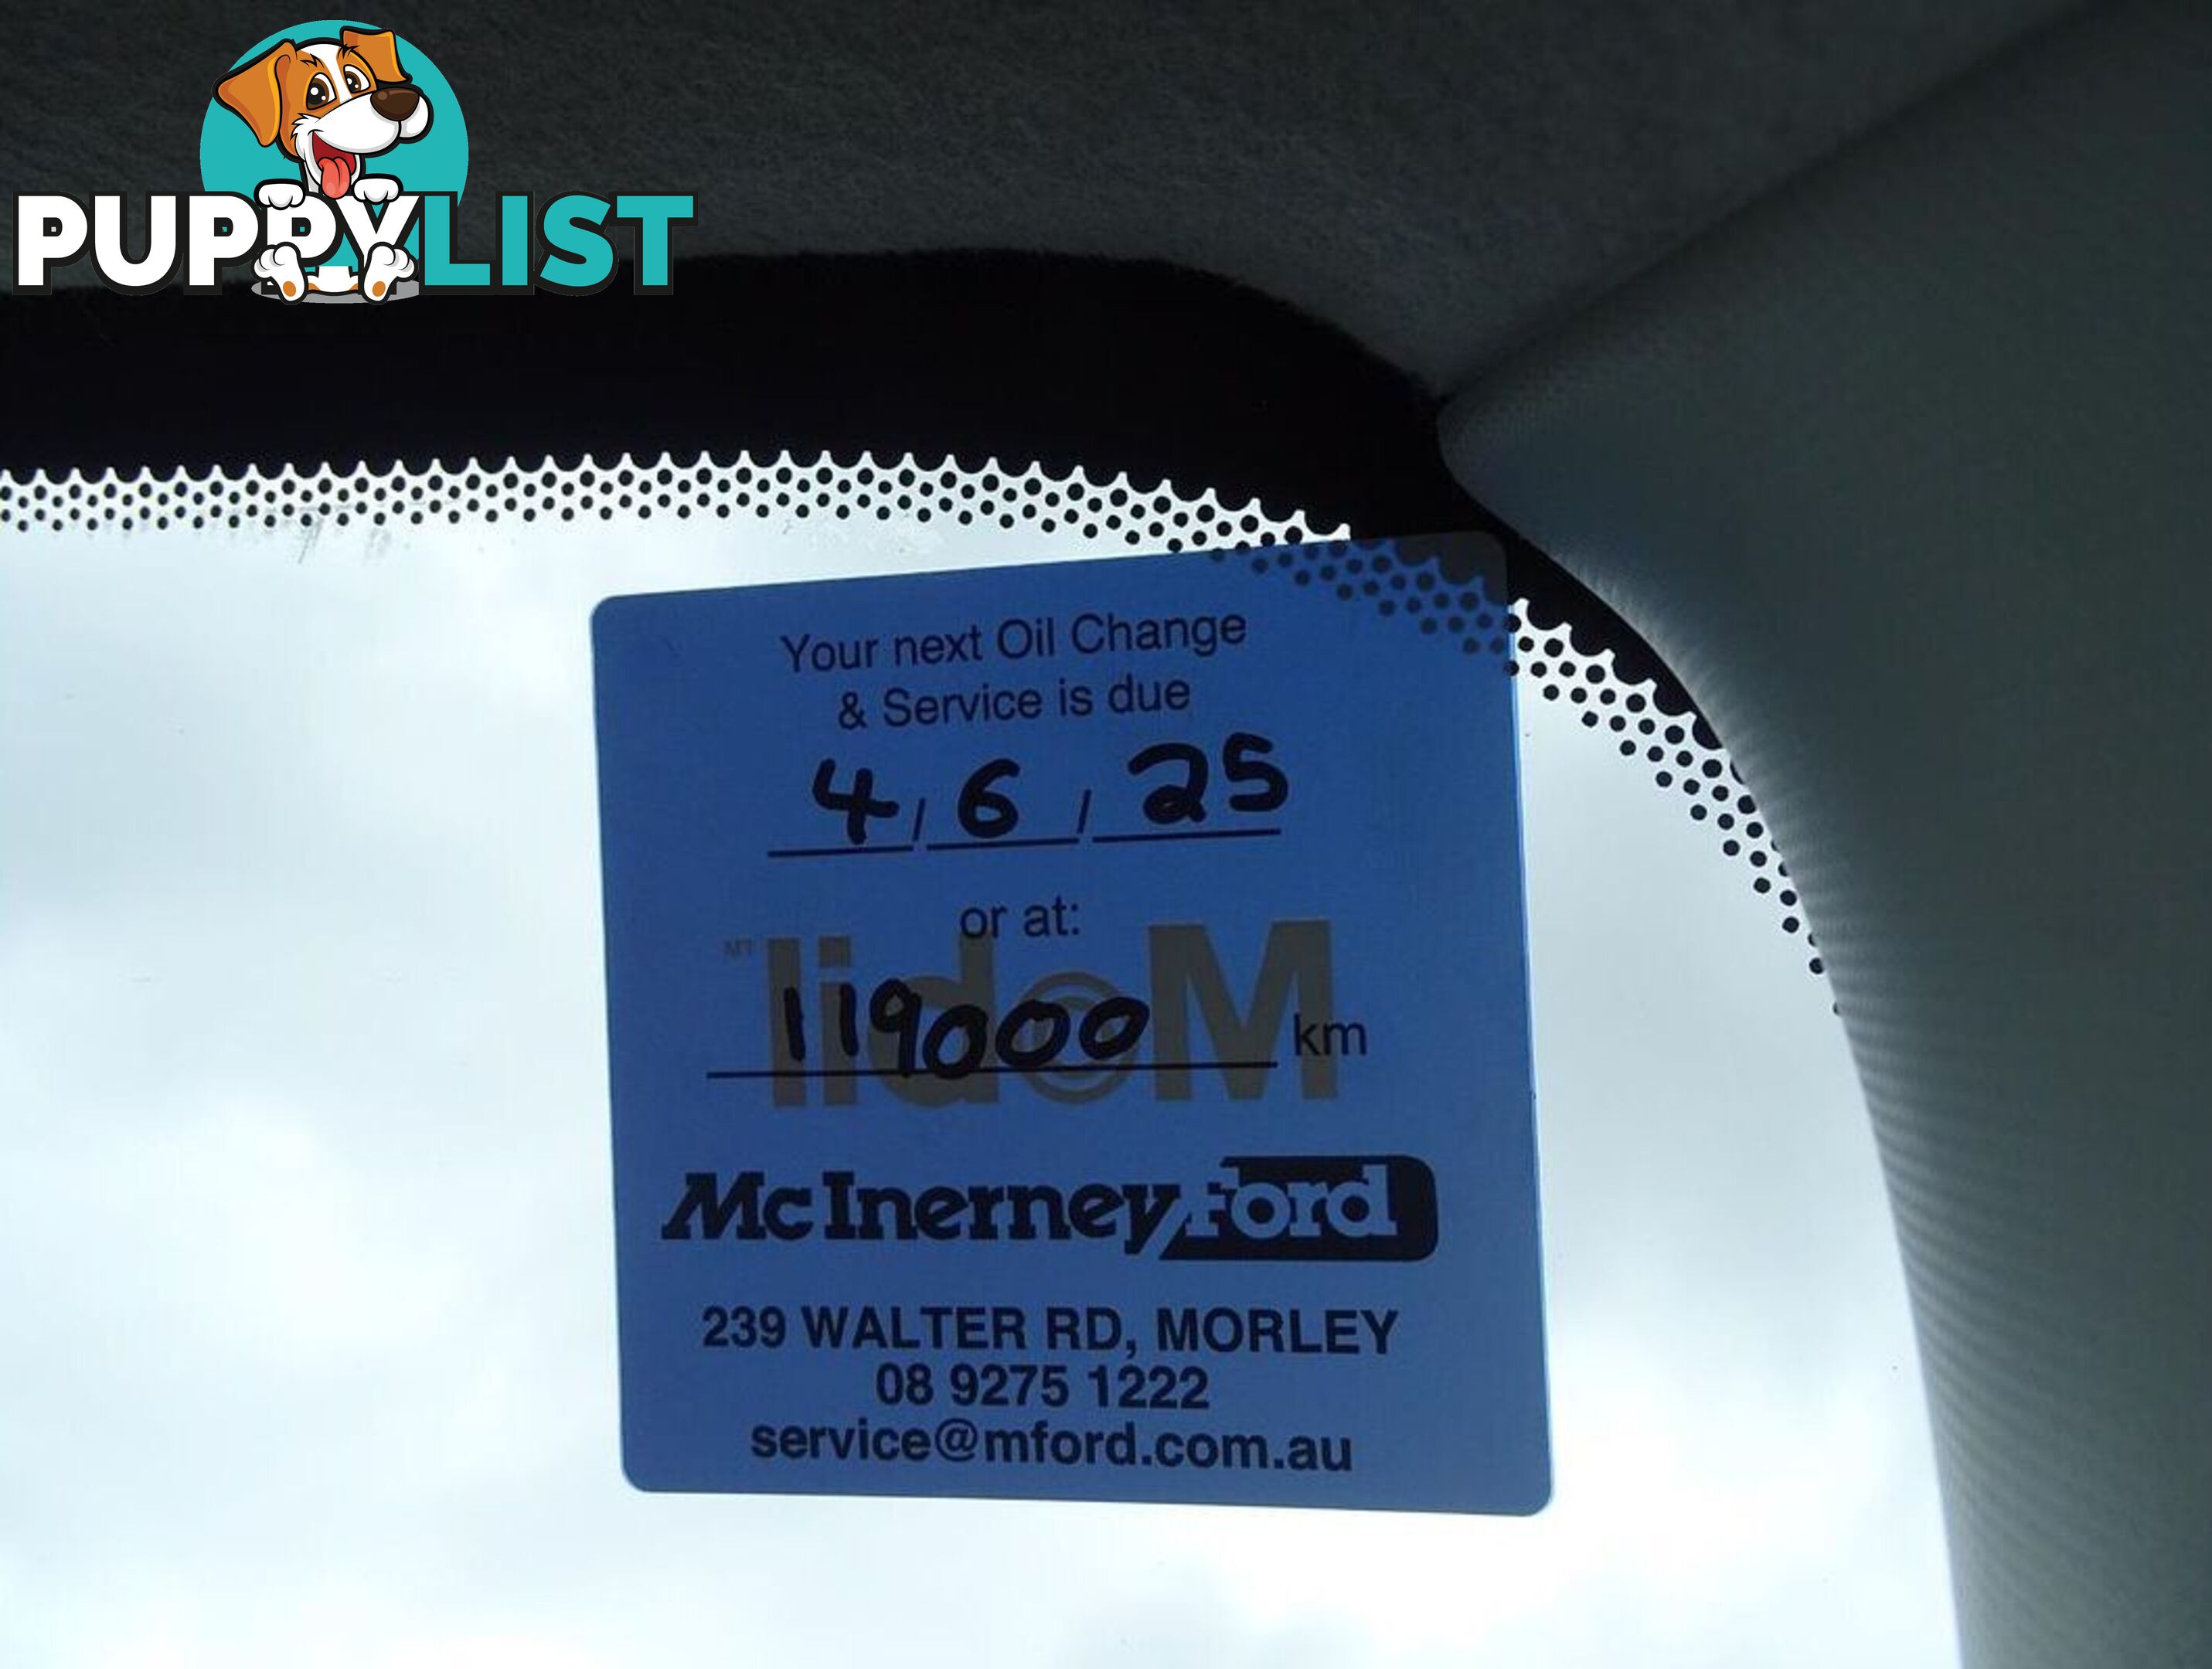 PUPPYLIST
Your next Oil Change
& Service is due
4 / 6 / 25
or at:
Mobil TM
119000 km
McInerney Ford
239 WALTER RD, MORLEY
08 9275 1222
service@mford.com.au